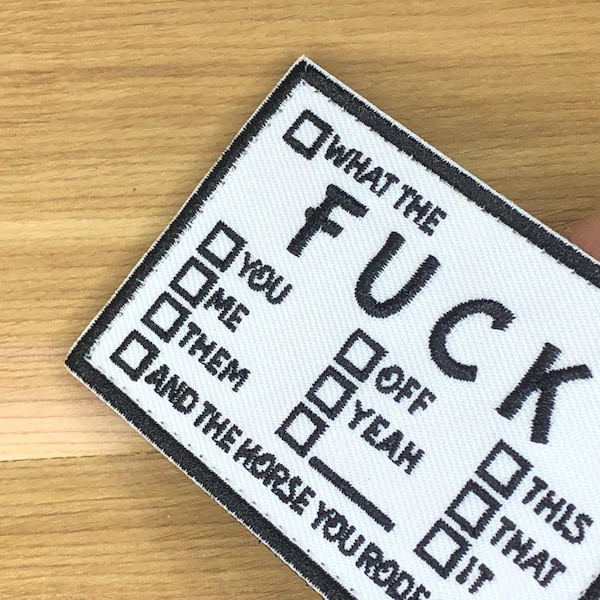 WHAT THE
FUCK
YOU
ME
THEM
OFF
YEAH
THIS
THAT
IT
AND THE HORSE YOU RODE